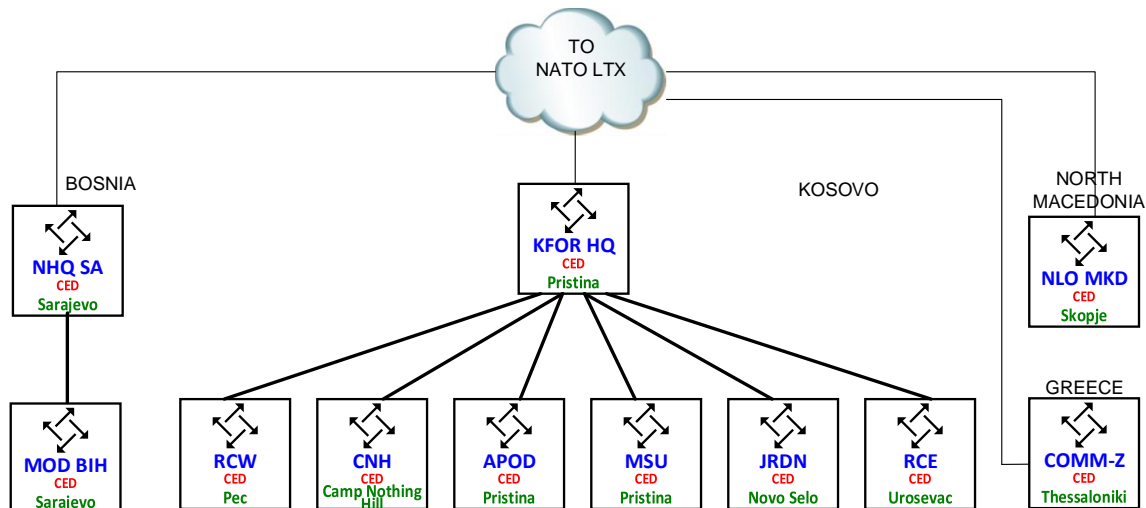 TO
NATO LTX
BOSNIA
KOSOVO
NORTH
MACEDONIA
NHQ SA
CED
Sarajevo
KFOR HQ
CED
Pristina
NLO MKD
CED
Skopje
GREECE
MOD BIH
CED
Sarajevo
RCW
CED
Pec
CNH
CED
Camp Nothing
Hill
APOD
CED
Pristina
MSU
CED
Pristina
JRDN
CED
Novo Selo
RCE
CED
Urosevac
COMM-Z
CED
Thessaloniki